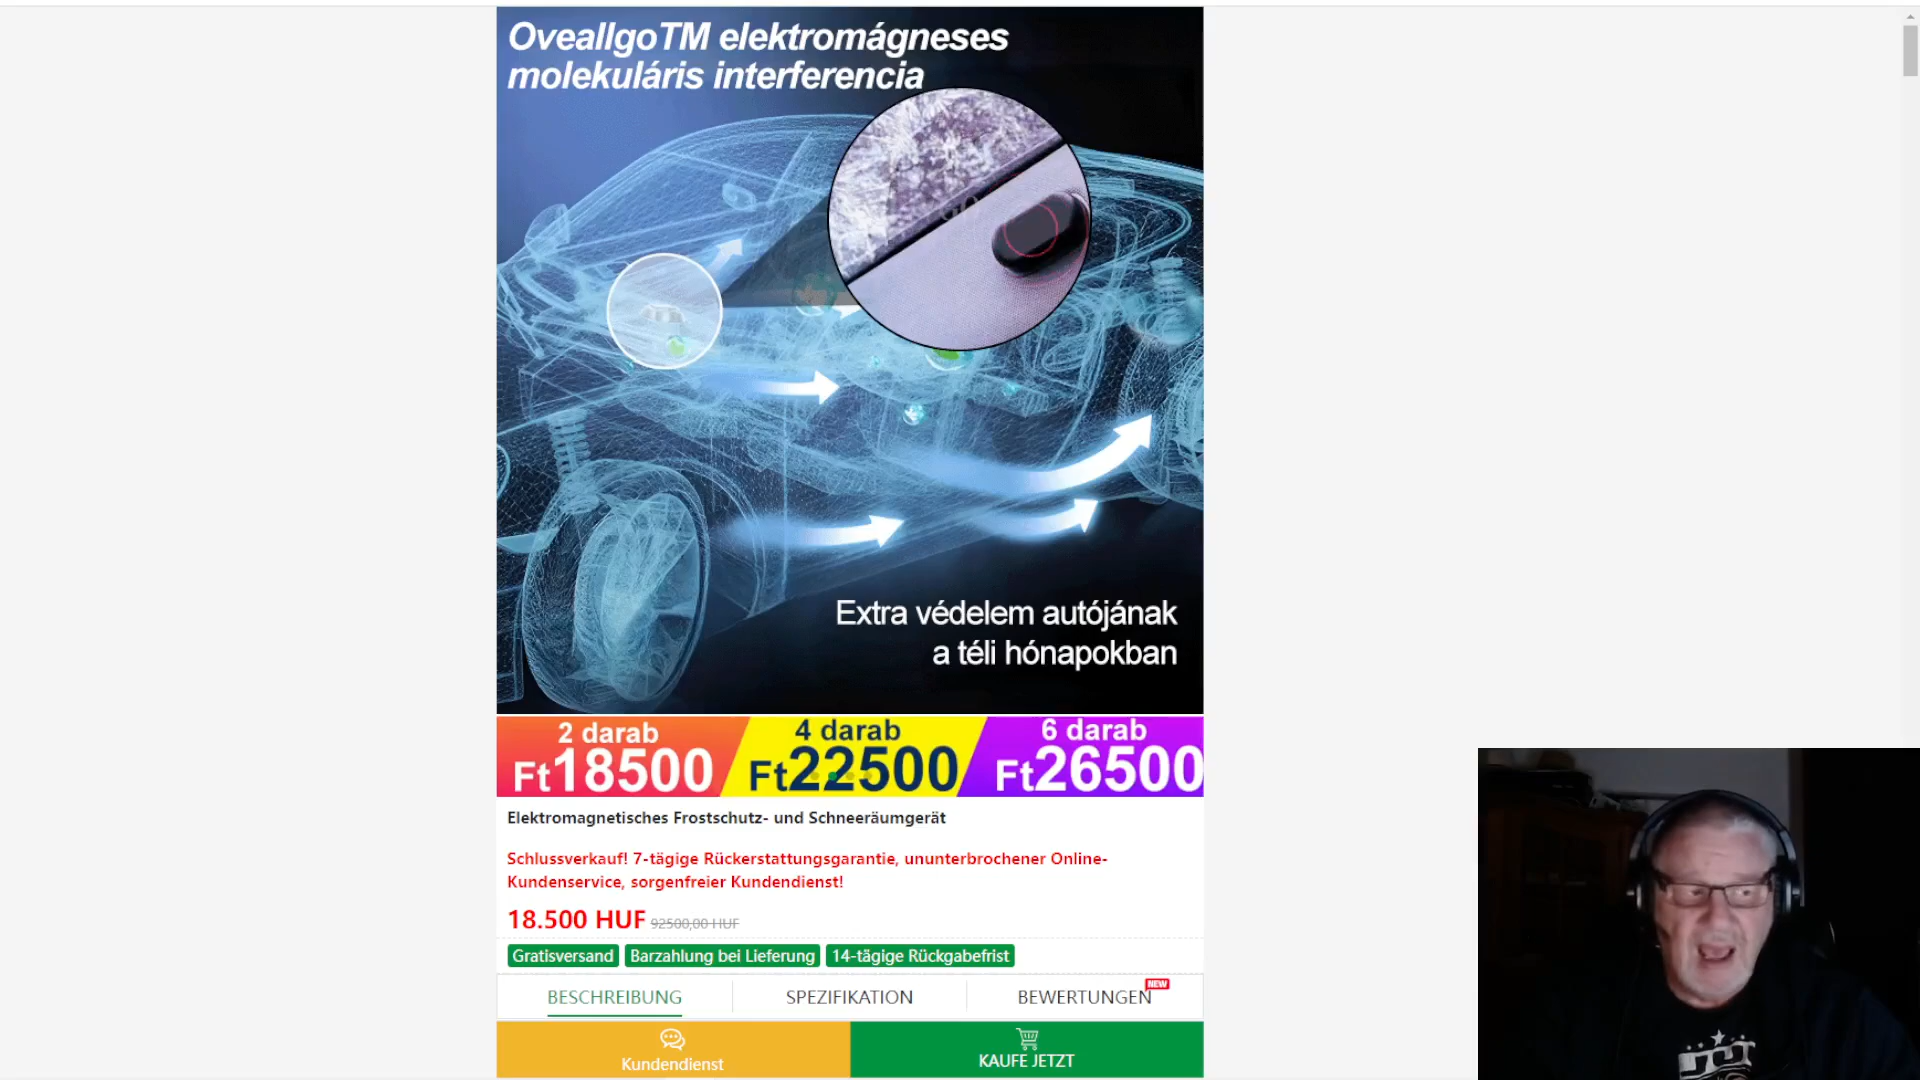 OveallgoTM elektromágneses
molekuláris interferencia
Extra védelem autójának
a téli hónapokban
2 darab
Ft18500
4 darab
Ft22500
6 darab
Ft26500
Elektromagnetisches Frostschutz- und Schneeräumgerät
Schlussverkauf! 7-tägige Rückerstattungsgarantie, ununterbrochener Online-
Kundenservice, sorgenfreier Kundendienst!
18.500 HUF 92500,00 HUF
Gratisversand Barzahlung bei Lieferung 14-tägige Rückgabefrist
BESCHREIBUNG SPEZIFIKATION BEWERTUNGEN NEW
Kundendienst KAUFE JETZT